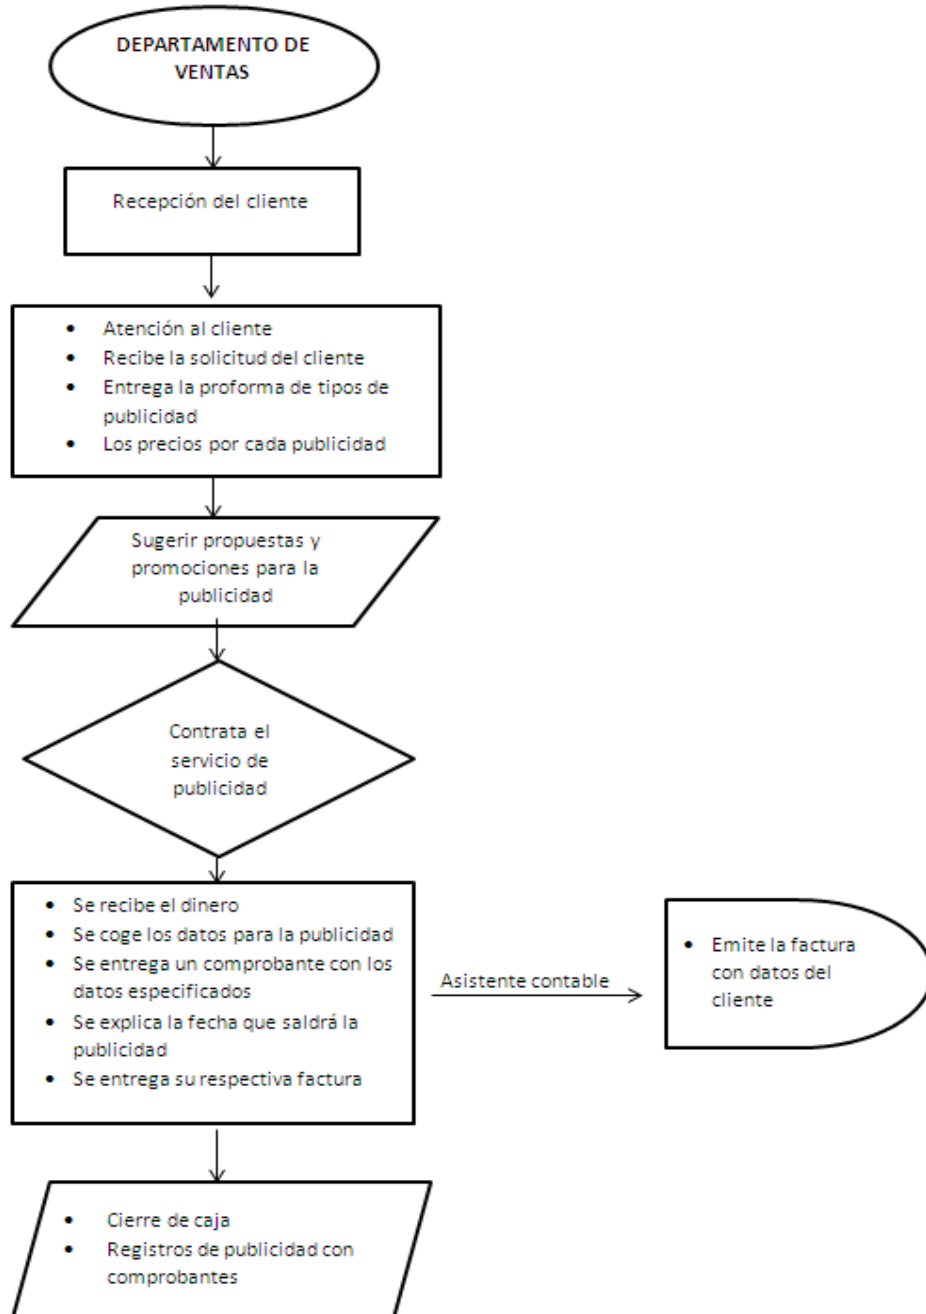 DEPARTAMENTO DE
VENTAS
Recepción del cliente
• Atención al cliente
• Recibe la solicitud del cliente
• Entrega la proforma de tipos de
publicidad
• Los precios por cada publicidad
Sugerir propuestas y
promociones para la
publicidad
Contrata el
servicio de
publicidad
• Se recibe el dinero
• Se coge los datos para la publicidad
• Se entrega un comprobante con los
datos especificados
• Se explica la fecha que saldrá la
publicidad
• Se entrega su respectiva factura
Asistente contable
• Emite la factura
con datos del
cliente
• Cierre de caja
• Registros de publicidad con
comprobantes